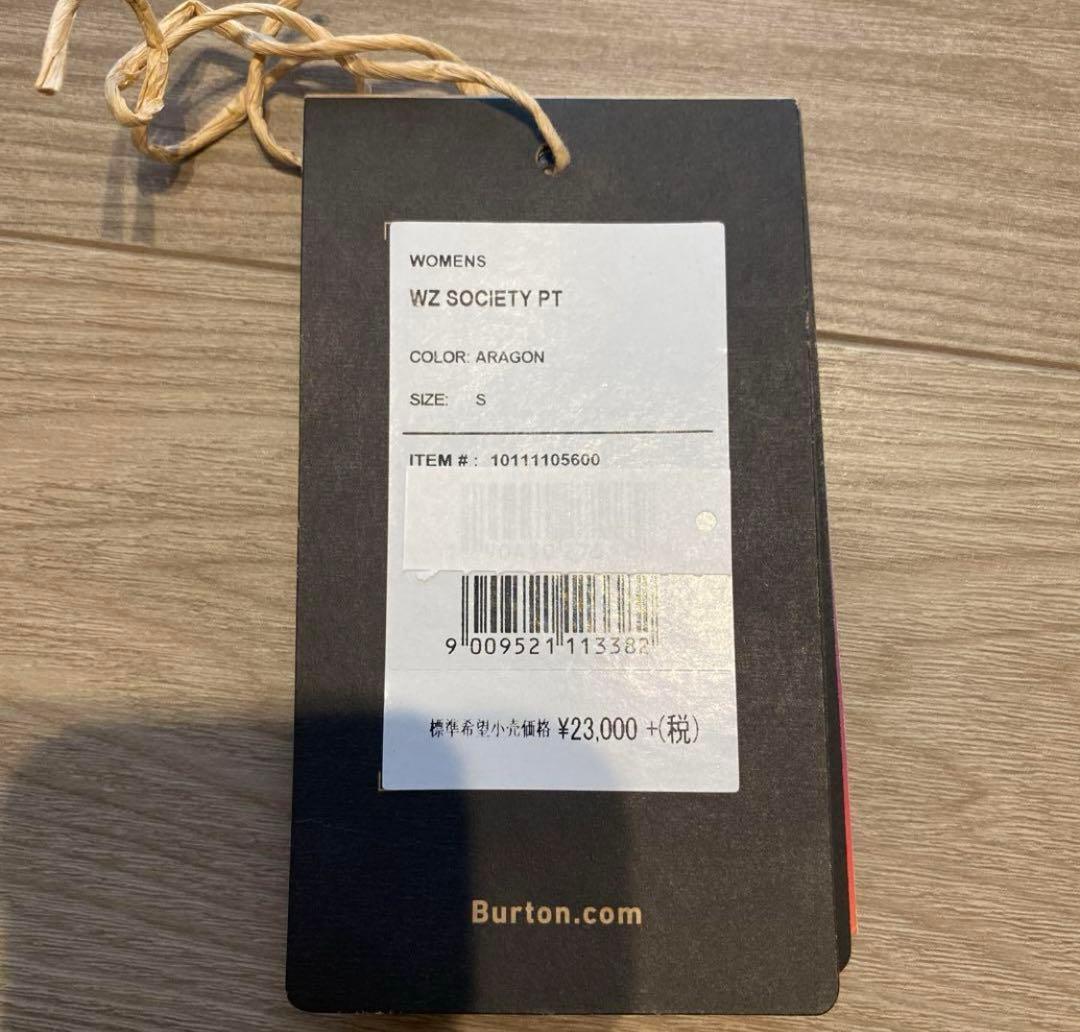 WOMENS
WZ SOCIETY PT
COLOR: ARAGON
SIZE: S
ITEM # : 10111105600
9 009521 113382
標準希望小売価格 ¥23,000 +(税)
Burton.com